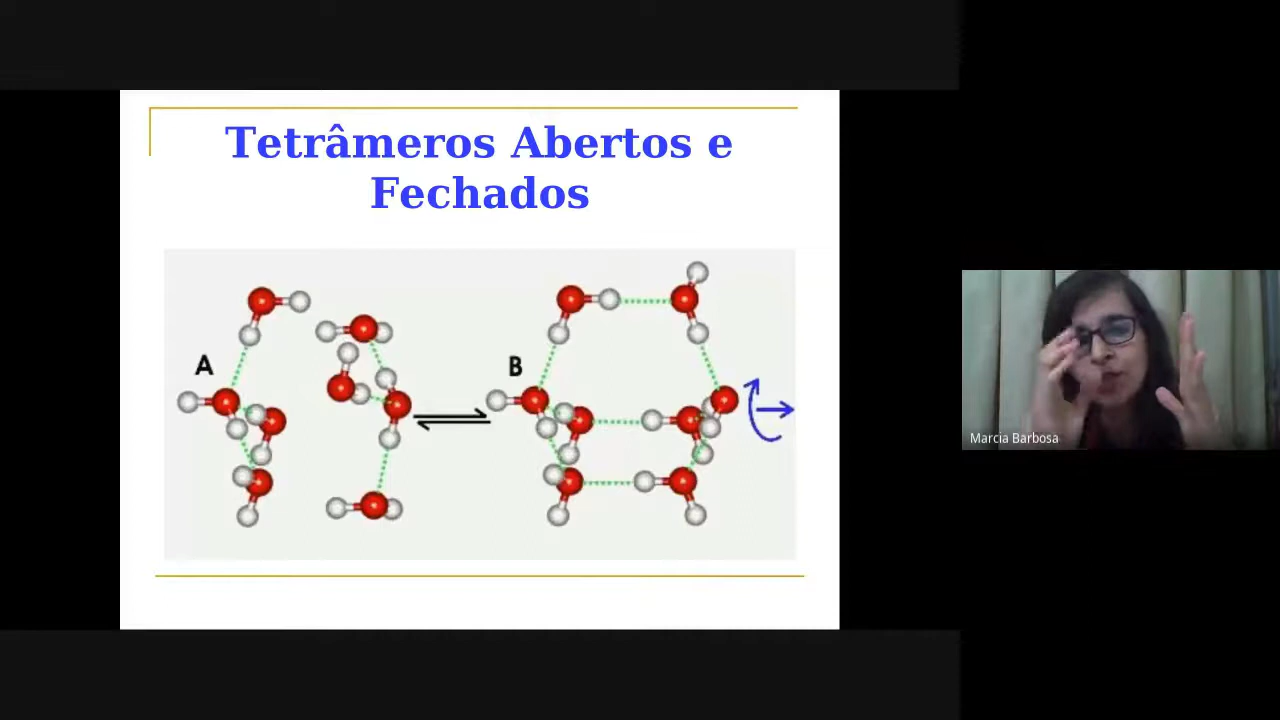 Tetrâmeros Abertos e
Fechados
A
B
Marcia Barbosa